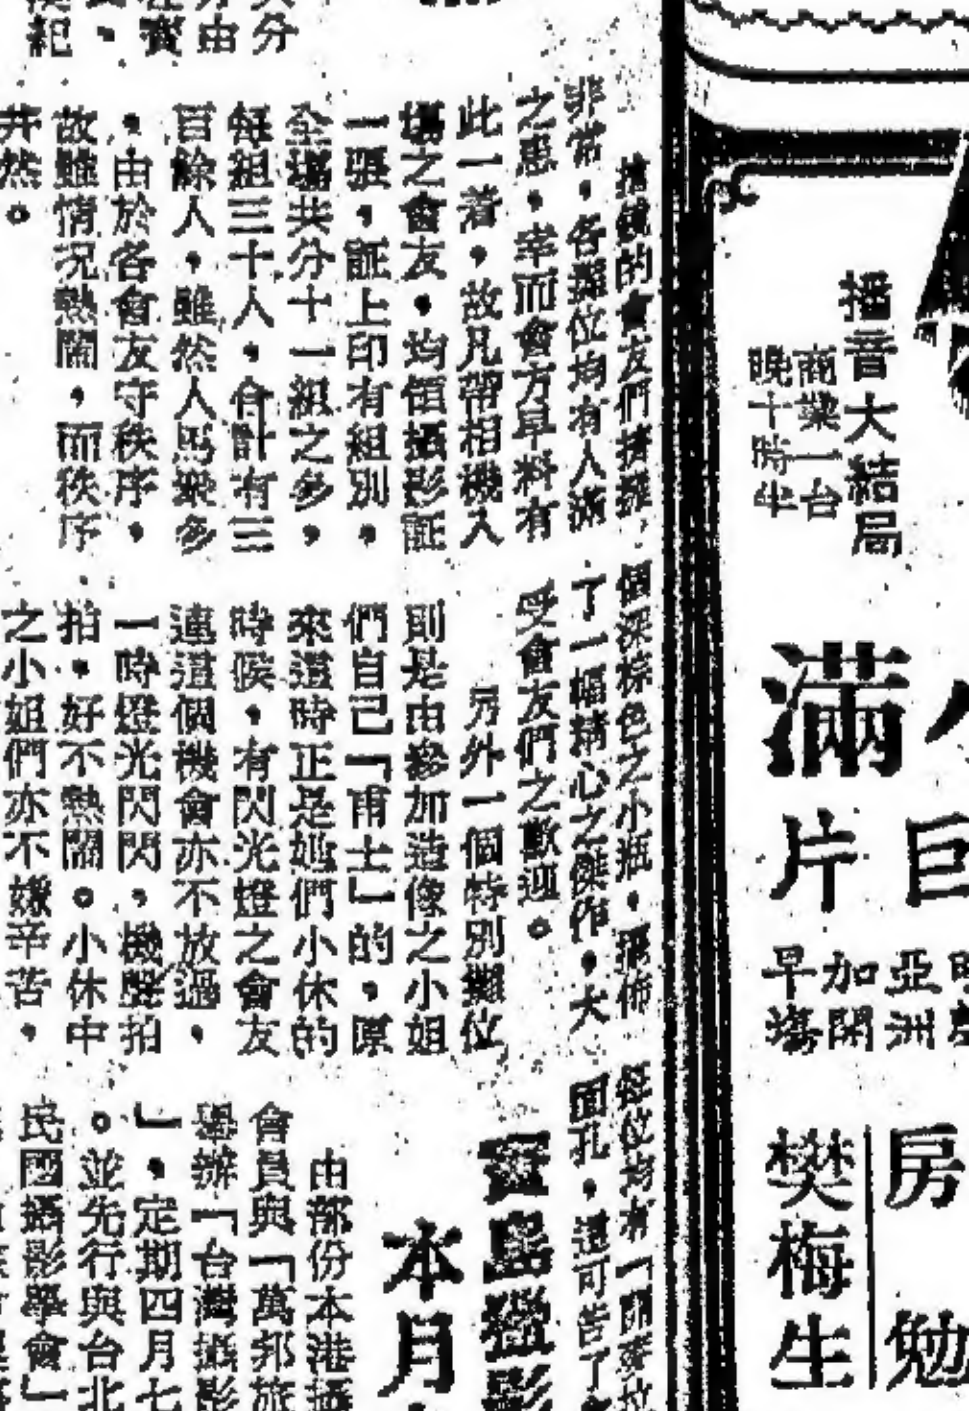 播音大結局
商業一台
晚十時半
滿
片
巨
亞洲
加開
早場
房
勉
樊梅生
搶鏡的會友們擠擁
非常，各攤位均有人滿
之患，幸而會方早料有
此一着，故凡帶相機入
場之會友，均領攝影証
一張，証上印有組別，
全場共分十一組之多，
每組三十人，合計有三
百餘人，雖然人馬衆多
，由於各會友守秩序，
故雖情況熱鬧，而秩序
井然。
個深棕色之小瓶，擺佈
了一幅精心之傑作，大
受會友們之歡迎。
另外一個特別攤位
則是由參加造像之小姐
們自己「甫士」的，原
來這時正是她們小休的
時候，有閃光燈之會友
連這個機會亦不放過，
一時燈光閃閃，機聲拍
拍，好不熱鬧。小休中
之小姐們亦不嫌辛苦，
每位均有
面孔，這可苦了
寶島獵影
本月
由部份本港攝
會員與「萬邦旅
舉辦「台灣攝影
」，定期四月七
。並先行與台北
民國攝影學會」